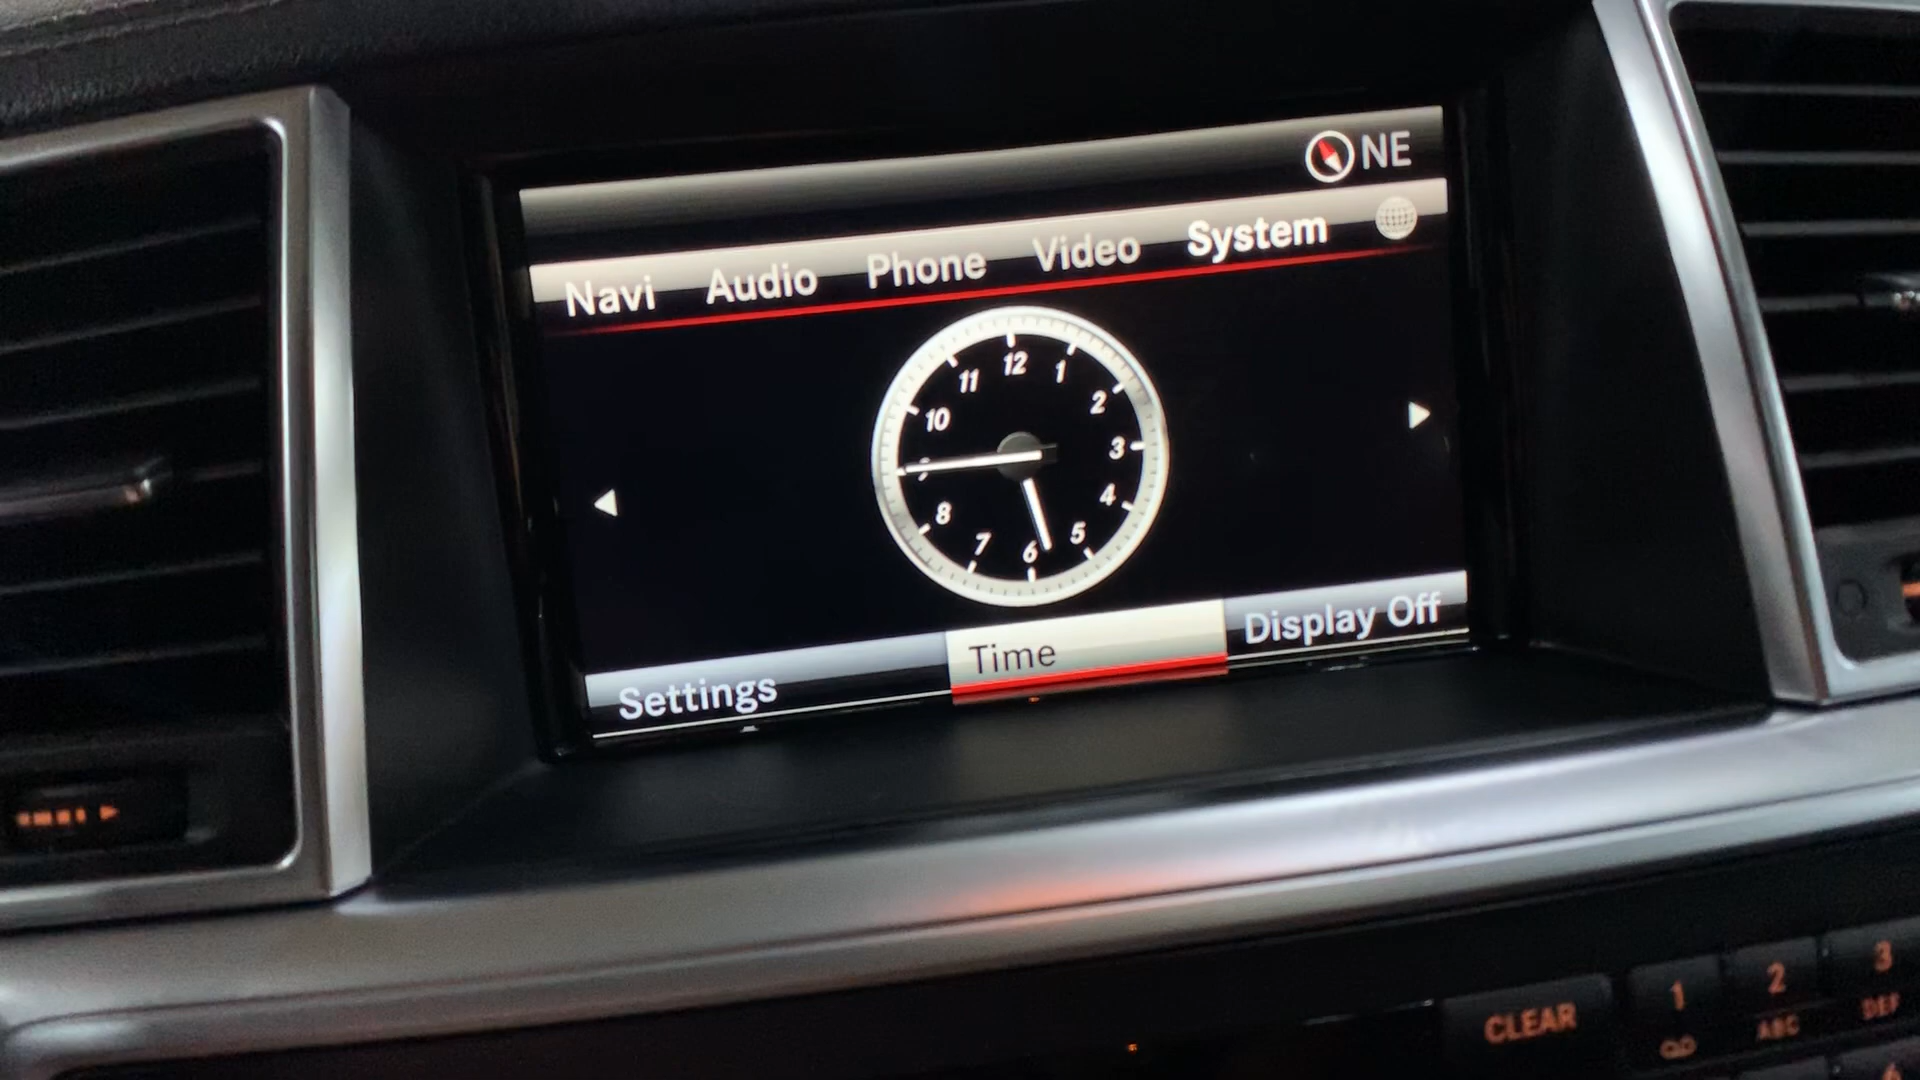 NE
Navi Audio Phone Video System
12
11 1
10 2
3
8 4
7 5
6
Settings Time Display Off
CLEAR 1 2 3
ABC DEF
6